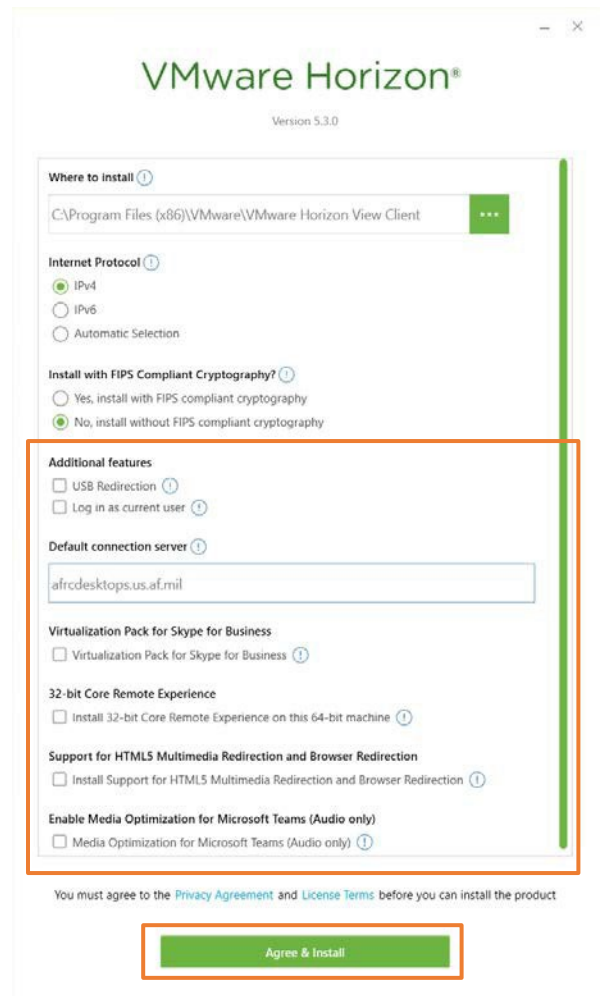 VMware Horizon®
Version 5.3.0
Where to install
C:\Program Files (x86)\VMware\VMware Horizon View Client
Internet Protocol
IPv4
IPv6
Automatic Selection
Install with FIPS Compliant Cryptography?
Yes, install with FIPS compliant cryptography
No, install without FIPS compliant cryptography
Additional features
USB Redirection
Log in as current user
Default connection server
afrcdesktops.us.af.mil
Virtualization Pack for Skype for Business
Virtualization Pack for Skype for Business
32-bit Core Remote Experience
Install 32-bit Core Remote Experience on this 64-bit machine
Support for HTML5 Multimedia Redirection and Browser Redirection
Install Support for HTML5 Multimedia Redirection and Browser Redirection
Enable Media Optimization for Microsoft Teams (Audio only)
Media Optimization for Microsoft Teams (Audio only)
You must agree to the Privacy Agreement and License Terms before you can install the product
Agree & Install